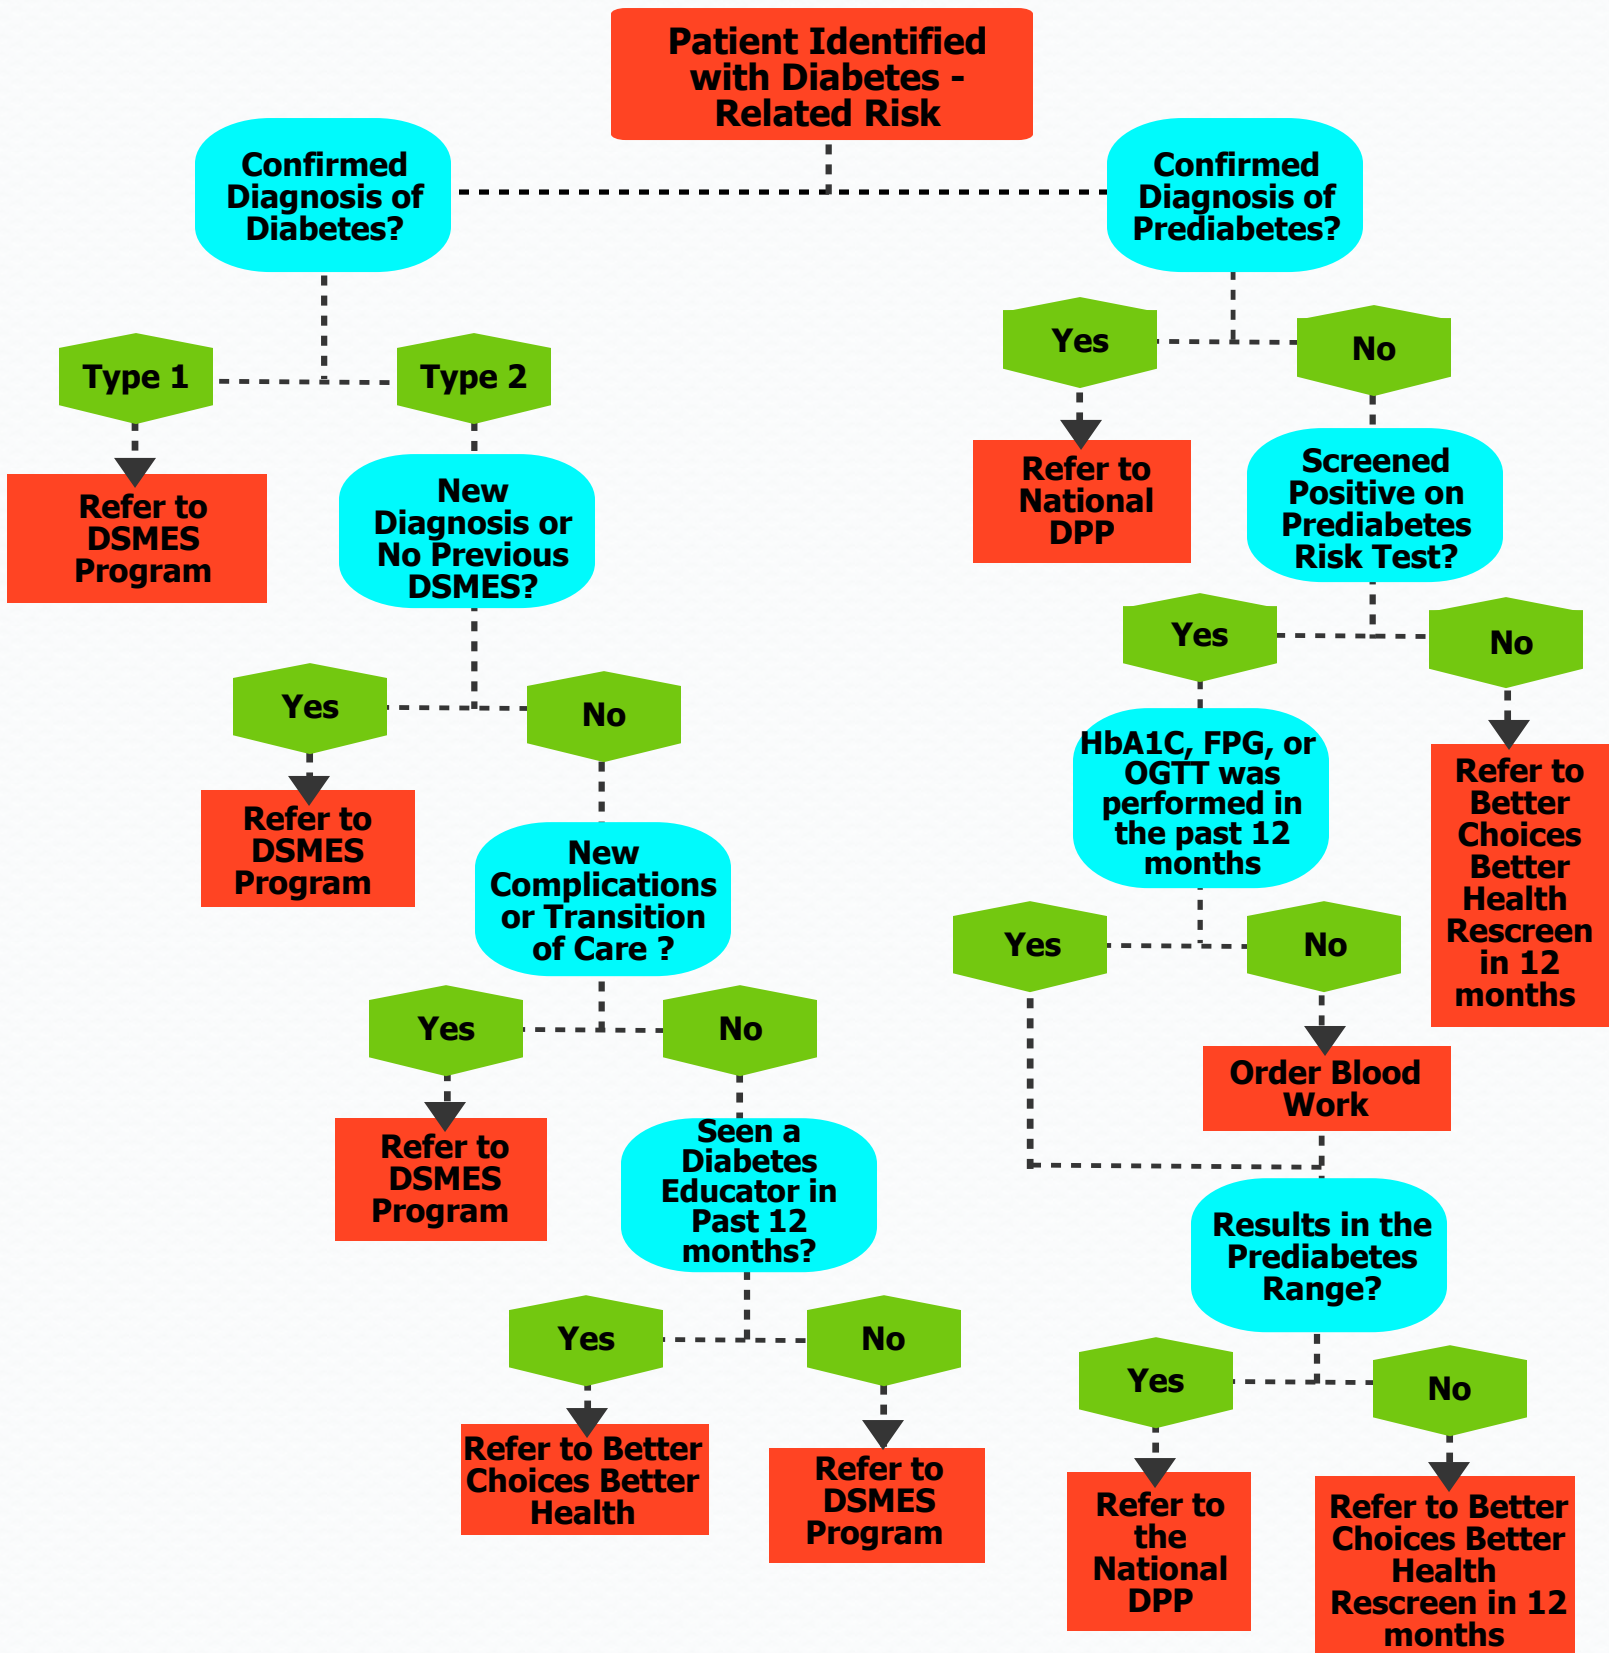 Patient Identified
with Diabetes -
Related Risk
Confirmed
Diagnosis of
Diabetes?
Confirmed
Diagnosis of
Prediabetes?
Type 1
Type 2
Yes
No
Refer to
DSMES
Program
New
Diagnosis or
No Previous
DSMES?
Refer to
National
DPP
Screened
Positive on
Prediabetes
Risk Test?
Yes
No
Yes
No
Refer to
DSMES
Program
New
Complications
or Transition
of Care ?
HbA1C, FPG, or
OGTT was
performed in
the past 12
months
Refer to
Better
Choices
Better
Health
Rescreen
in 12
months
Yes
No
Yes
No
Refer to
DSMES
Program
Seen a
Diabetes
Educator in
Past 12
months?
Order Blood
Work
Results in the
Prediabetes
Range?
Yes
No
Yes
No
Refer to Better
Choices Better
Health
Refer to
DSMES
Program
Refer to
the
National
DPP
Refer to Better
Choices Better
Health
Rescreen in 12
months